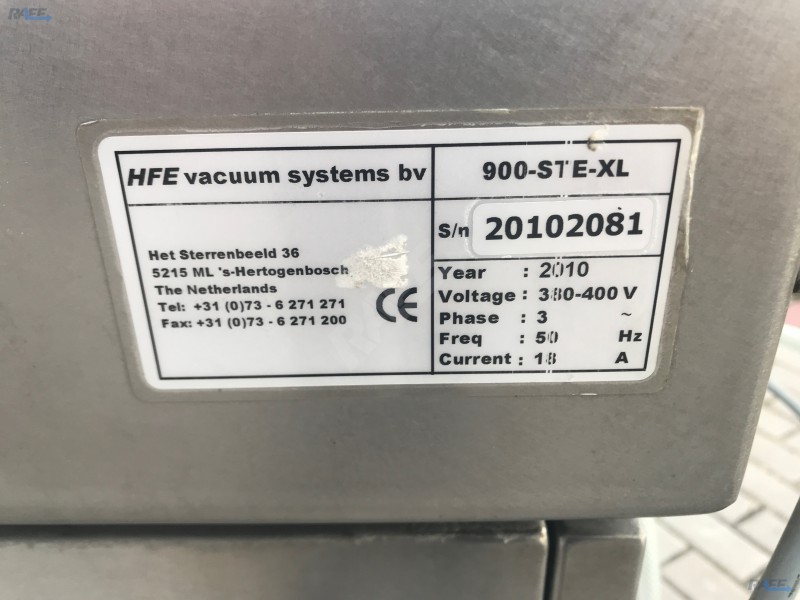 RAFF
HFE vacuum systems bv
900-STE-XL
S/n 20102081
Het Sterrenbeeld 36
5215 ML 's-Hertogenbosch
The Netherlands
Tel: +31 (0)73 - 6 271 271
Fax: +31 (0)73 - 6 271 200
CE
Year : 2010
Voltage : 380-400 V
Phase : 3 ~
Freq : 50 Hz
Current : 18 A
RAFF